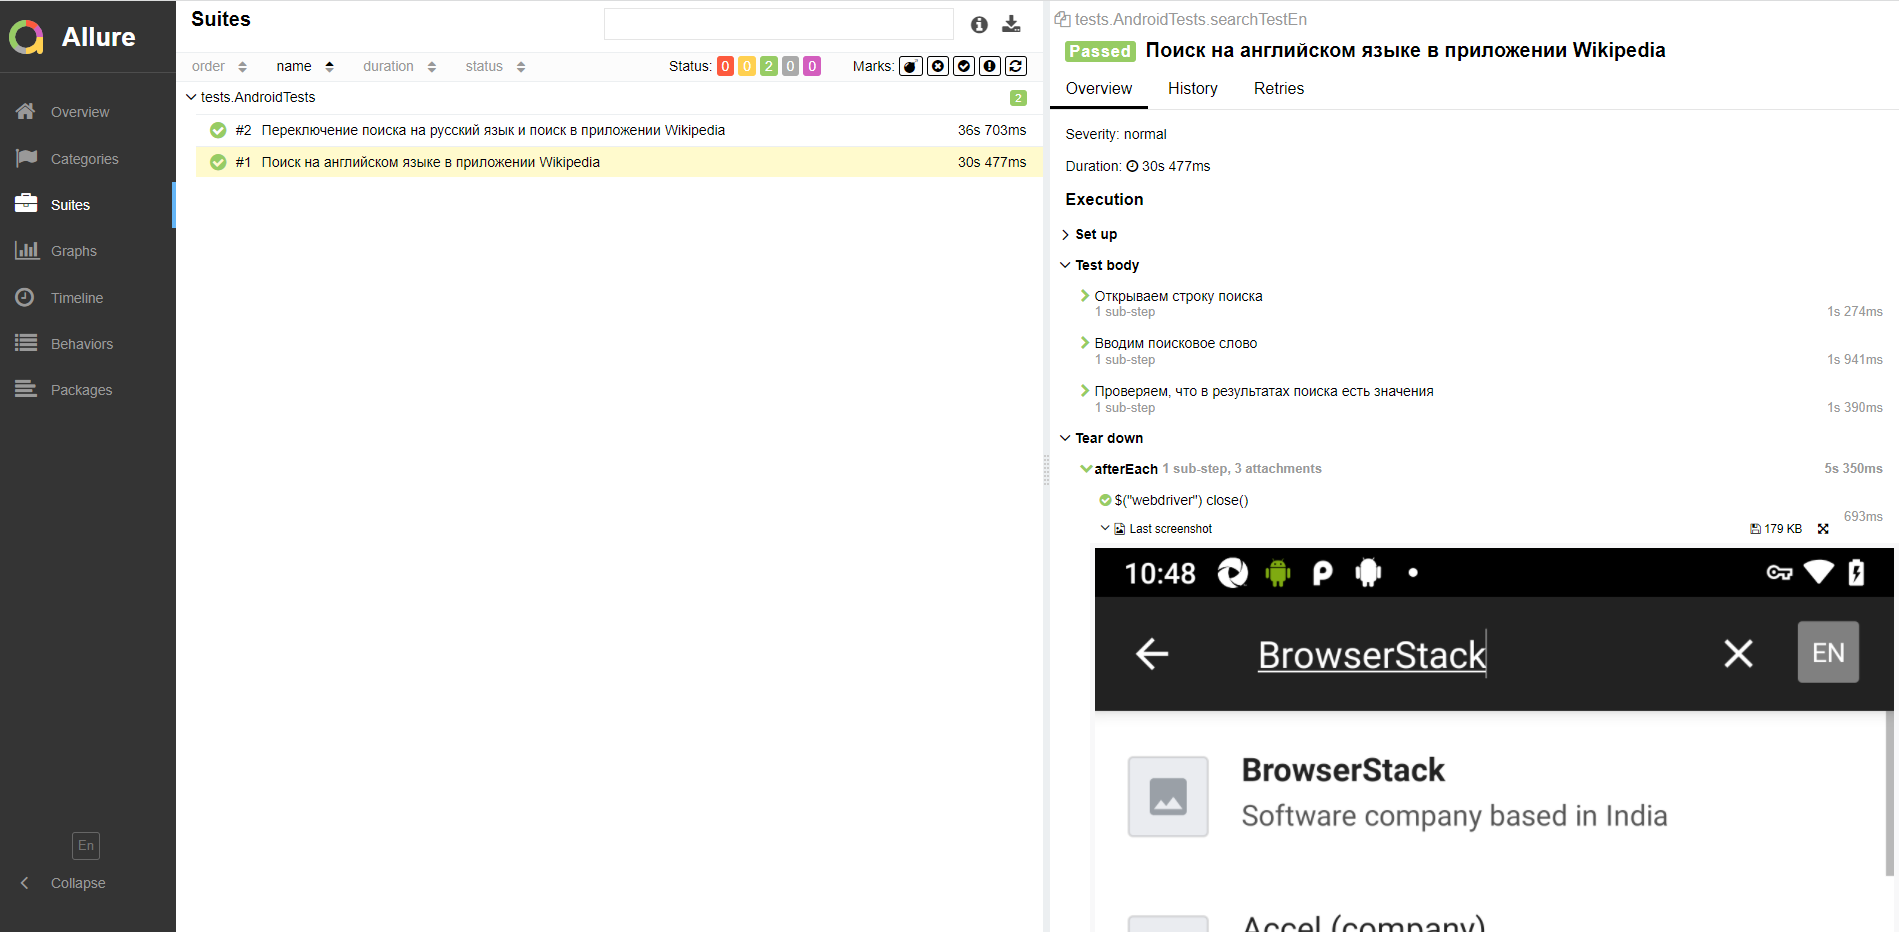 Allure
Overview
Categories
Suites
Graphs
Timeline
Behaviors
Packages
En
Collapse
Suites
order name duration status Status: 0 0 2 0 0 Marks:
tests.AndroidTests 2
#2 Переключение поиска на русский язык и поиск в приложении Wikipedia 36s 703ms
#1 Поиск на английском языке в приложении Wikipedia 30s 477ms
tests.AndroidTests.searchTestEn
Passed Поиск на английском языке в приложении Wikipedia
Overview History Retries
Severity: normal
Duration: 30s 477ms
Execution
Set up
Test body
Открываем строку поиска
1 sub-step 1s 274ms
Вводим поисковое слово
1 sub-step 1s 941ms
Проверяем, что в результатах поиска есть значения
1 sub-step 1s 390ms
Tear down
afterEach 1 sub-step, 3 attachments 5s 350ms
$("webdriver") close()
693ms
Last screenshot 179 KB
10:48
BrowserStack EN
BrowserStack
Software company based in India
Accel (company)